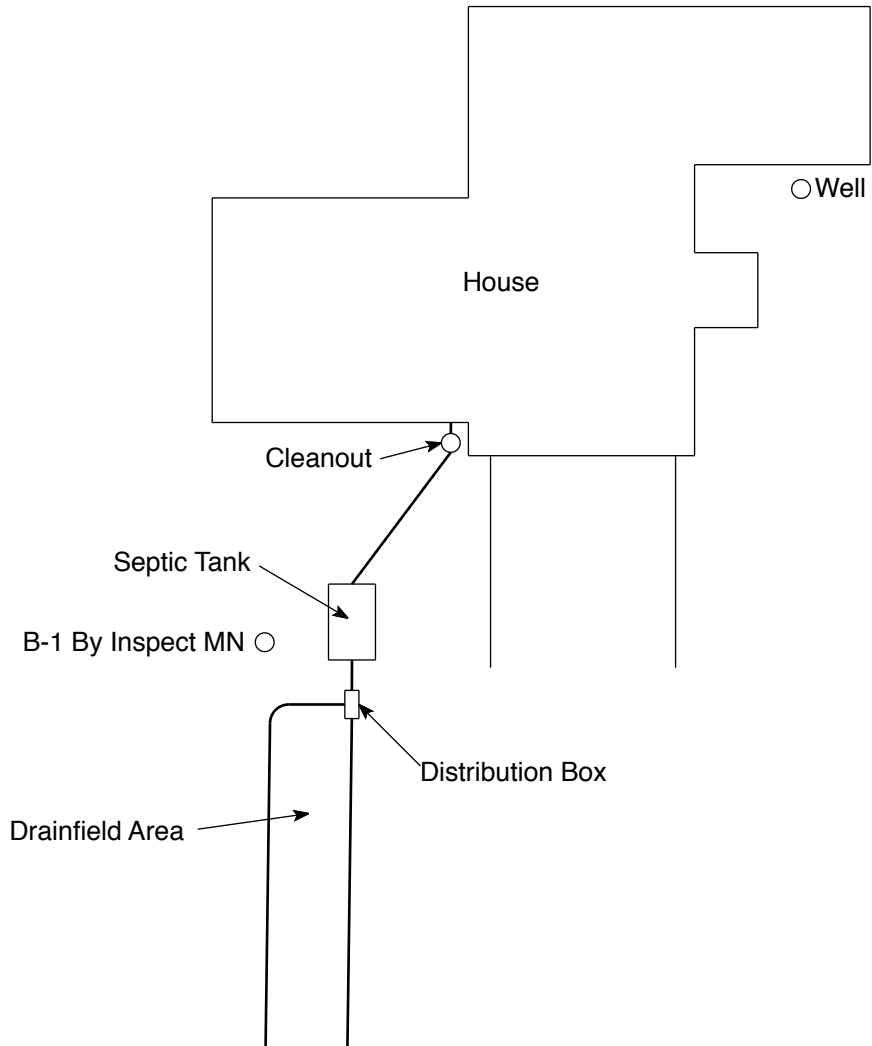 Well
House
Cleanout
Septic Tank
B-1 By Inspect MN
Distribution Box
Drainfield Area